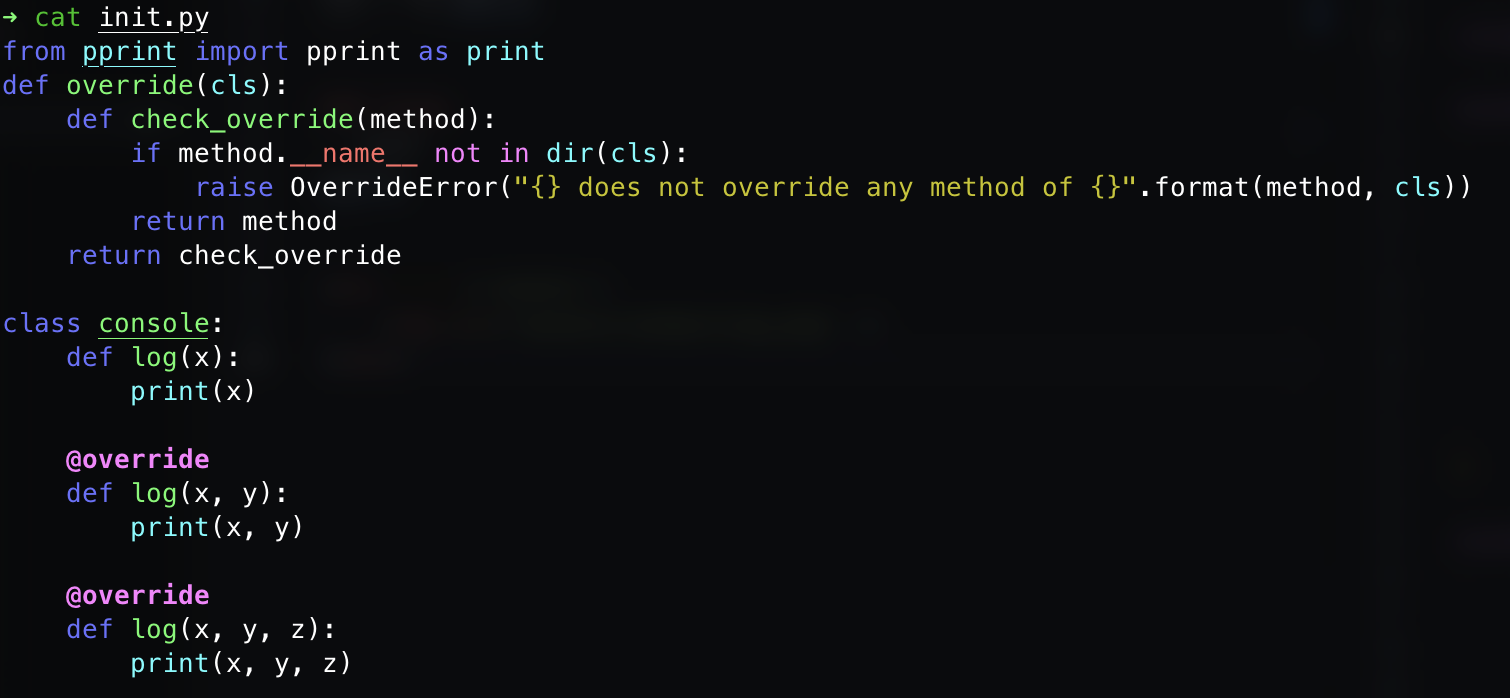 ➜ cat init.py
from pprint import pprint as print
def override(cls):
    def check_override(method):
        if method.__name__ not in dir(cls):
            raise OverrideError("{} does not override any method of {}".format(method, cls))
        return method
    return check_override

class console:
    def log(x):
        print(x)

    @override
    def log(x, y):
        print(x, y)

    @override
    def log(x, y, z):
        print(x, y, z)